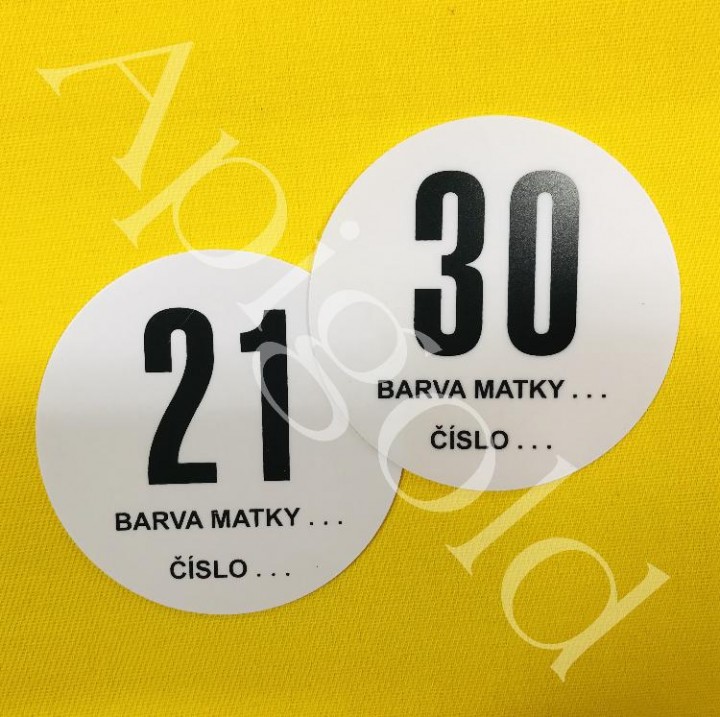 30
BARVA MATKY . . .
ČÍSLO . . .
21
BARVA MATKY . . .
ČÍSLO . . .
Apigold